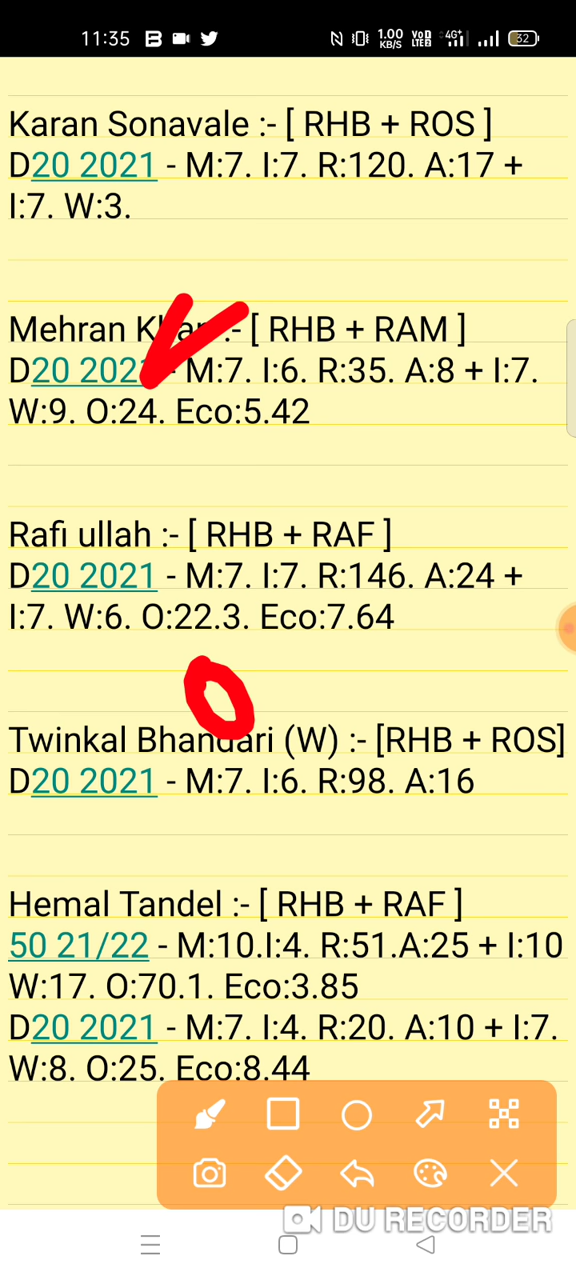 11:35
1.00 KB/S
VoD LTE2
4G+
32
Karan Sonavale :- [ RHB + ROS ]
D20 2021 - M:7. I:7. R:120. A:17 +
I:7. W:3.
Mehran :- [ RHB + RAM ]
D20 - M:7. I:6. R:35. A:8 + I:7.
W:9. O:24. Eco:5.42
Rafi ullah :- [ RHB + RAF ]
D20 2021 - M:7. I:7. R:146. A:24 +
I:7. W:6. O:22.3. Eco:7.64
Twinkal Bhandari (W) :- [RHB + ROS]
D20 2021 - M:7. I:6. R:98. A:16
Hemal Tandel :- [ RHB + RAF ]
50 21/22 - M:10.I:4. R:51.A:25 + I:10
W:17. O:70.1. Eco:3.85
D20 2021 - M:7. I:4. R:20. A:10 + I:7.
W:8. O:25. Eco:8.44
DU RECORDER